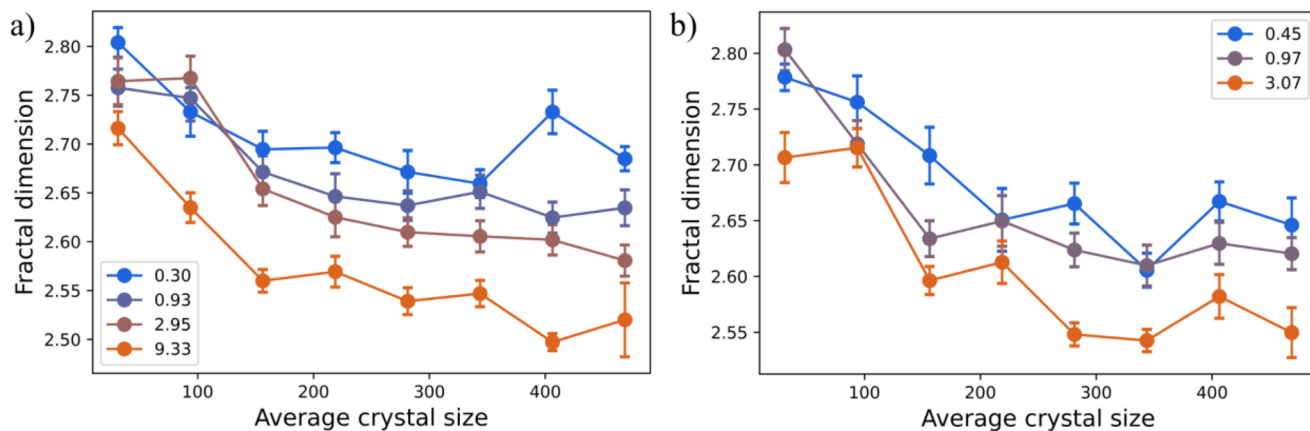 a)
Fractal dimension
2.80
2.75
2.70
2.65
2.60
2.55
2.50
0.30
0.93
2.95
9.33
100 200 300 400
Average crystal size
b)
Fractal dimension
2.80
2.75
2.70
2.65
2.60
2.55
0.45
0.97
3.07
100 200 300 400
Average crystal size